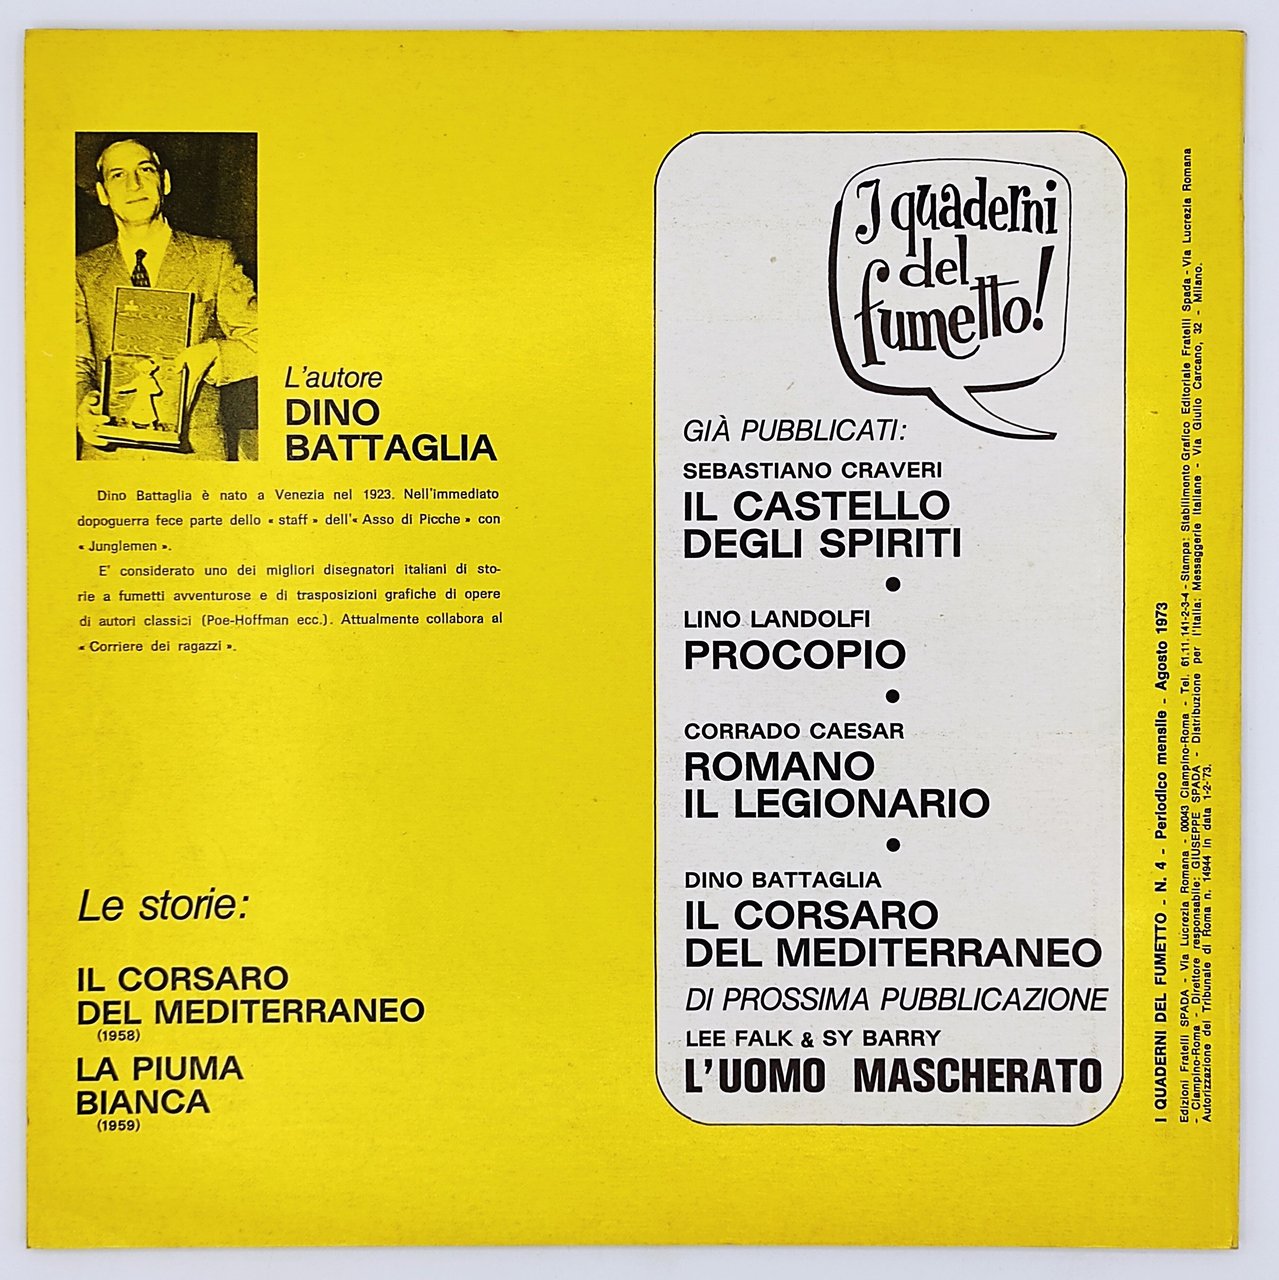 L'autore
DINO
BATTAGLIA
Dino Battaglia è nato a Venezia nel 1923. Nell'immediato
dopoguerra fece parte dello « staff » dell'« Asso di Picche » con
« Junglemen ».
E' considerato uno dei migliori disegnatori italiani di sto-
rie a fumetti avventurose e di trasposizioni grafiche di opere
di autori classici (Poe-Hoffman ecc.). Attualmente collabora al
« Corriere dei ragazzi ».
Le storie:
IL CORSARO
DEL MEDITERRANEO
(1958)
LA PIUMA
BIANCA
(1959)
I quaderni
del
fumetto!
GIÀ PUBBLICATI:
SEBASTIANO CRAVERI
IL CASTELLO
DEGLI SPIRITI
•
LINO LANDOLFI
PROCOPIO
•
CORRADO CAESAR
ROMANO
IL LEGIONARIO
•
DINO BATTAGLIA
IL CORSARO
DEL MEDITERRANEO
DI PROSSIMA PUBBLICAZIONE
LEE FALK & SY BARRY
L'UOMO MASCHERATO
I QUADERNI DEL FUMETTO - N. 4 - Periodico mensile - Agosto 1973
Edizioni Fratelli SPADA - Via Lucrezia Romana - 00043 Ciampino-Roma - Tel. 61.11.141-2-3-4 - Stampa: Stabilimento Grafico Editoriale Fratelli Spada - Via Lucrezia Romana
- Ciampino-Roma - Direttore responsabile: GIUSEPPE SPADA - Distribuzione per l'Italia: Messaggerie Italiane - Via Giulio Carcano, 32 - Milano.
Autorizzazione del Tribunale di Roma n. 14944 in data 1-2-'73.